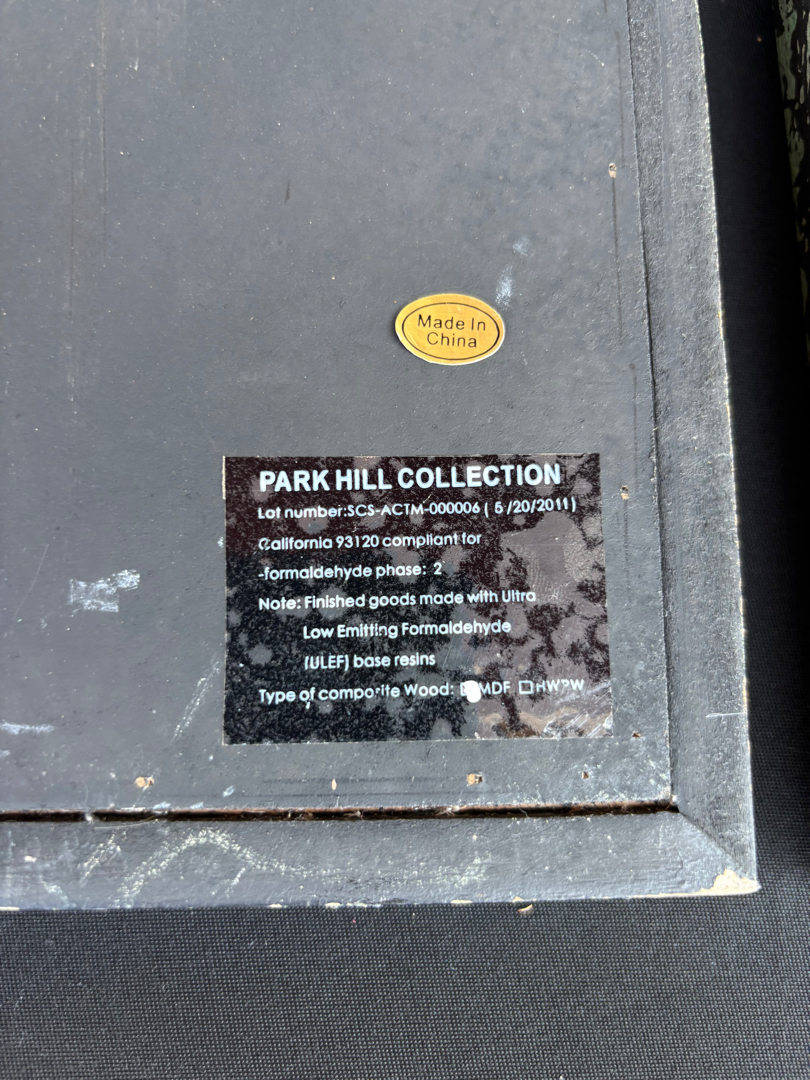 Made In
China
PARK HILL COLLECTION
Lot number:SCS-ACTM-000006 ( 5 /20/2011)
California 93120 compliant for
-formaldehyde phase: 2
Note: Finished goods made with Ultra
Low Emitting Formaldehyde
(ULEF) base resins
Type of composite Wood: MDF ☐HWPW